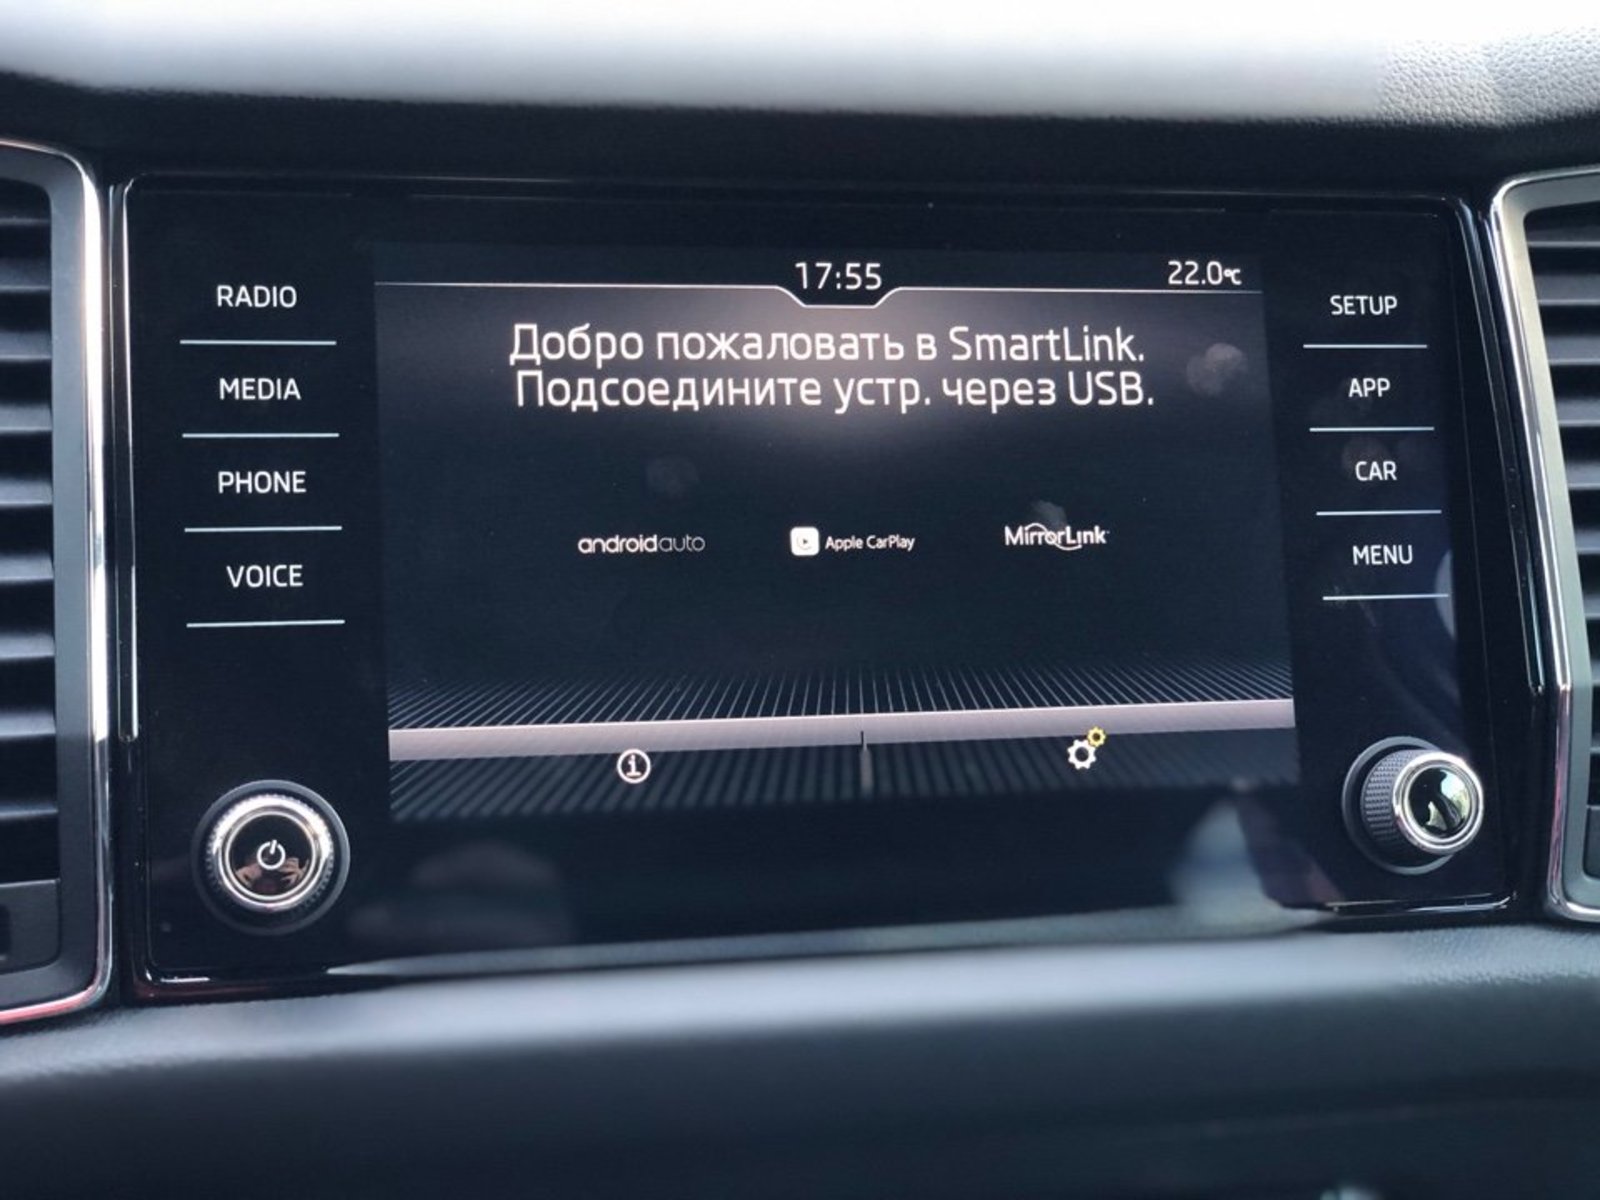 17:55
22.0°C
RADIO
MEDIA
PHONE
VOICE
Добро пожаловать в SmartLink.
Подсоедините устр. через USB.
androidauto
Apple CarPlay
MirrorLink
SETUP
APP
CAR
MENU